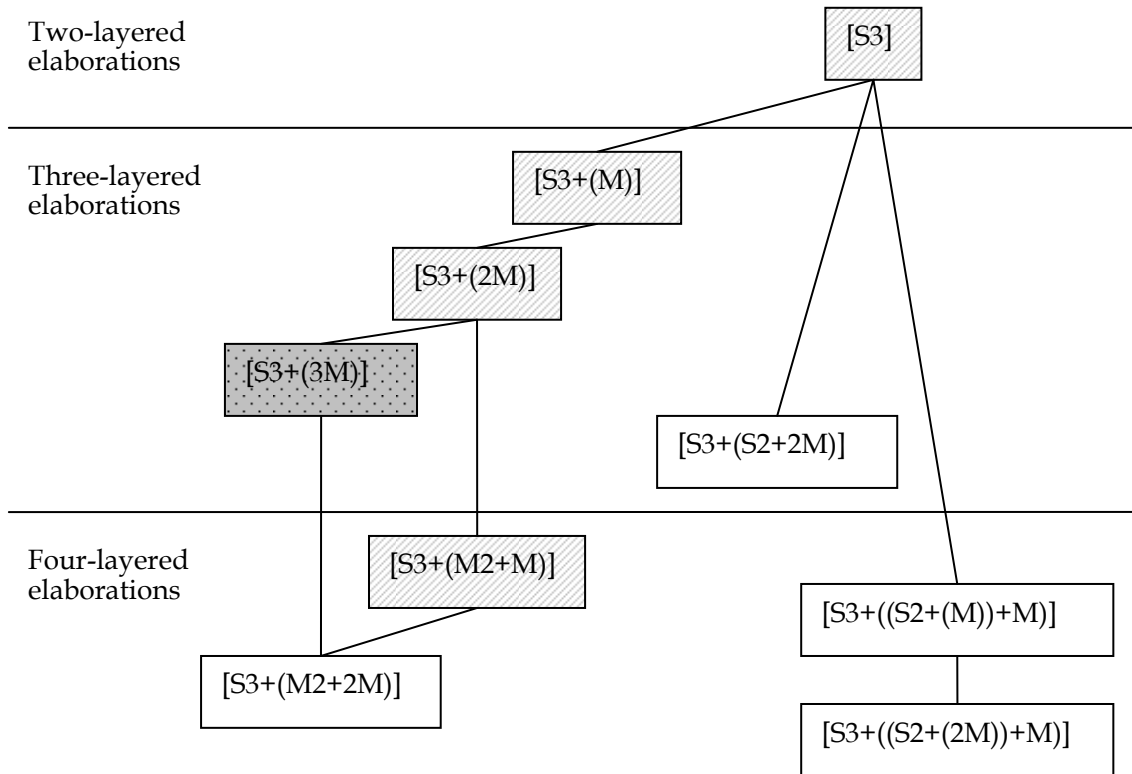 Two-layered
elaborations
[S3]
Three-layered
elaborations
[S3+(M)]
[S3+(2M)]
[S3+(3M)]
[S3+(S2+2M)]
Four-layered
elaborations
[S3+(M2+M)]
[S3+((S2+(M))+M)]
[S3+(M2+2M)]
[S3+((S2+(2M))+M)]